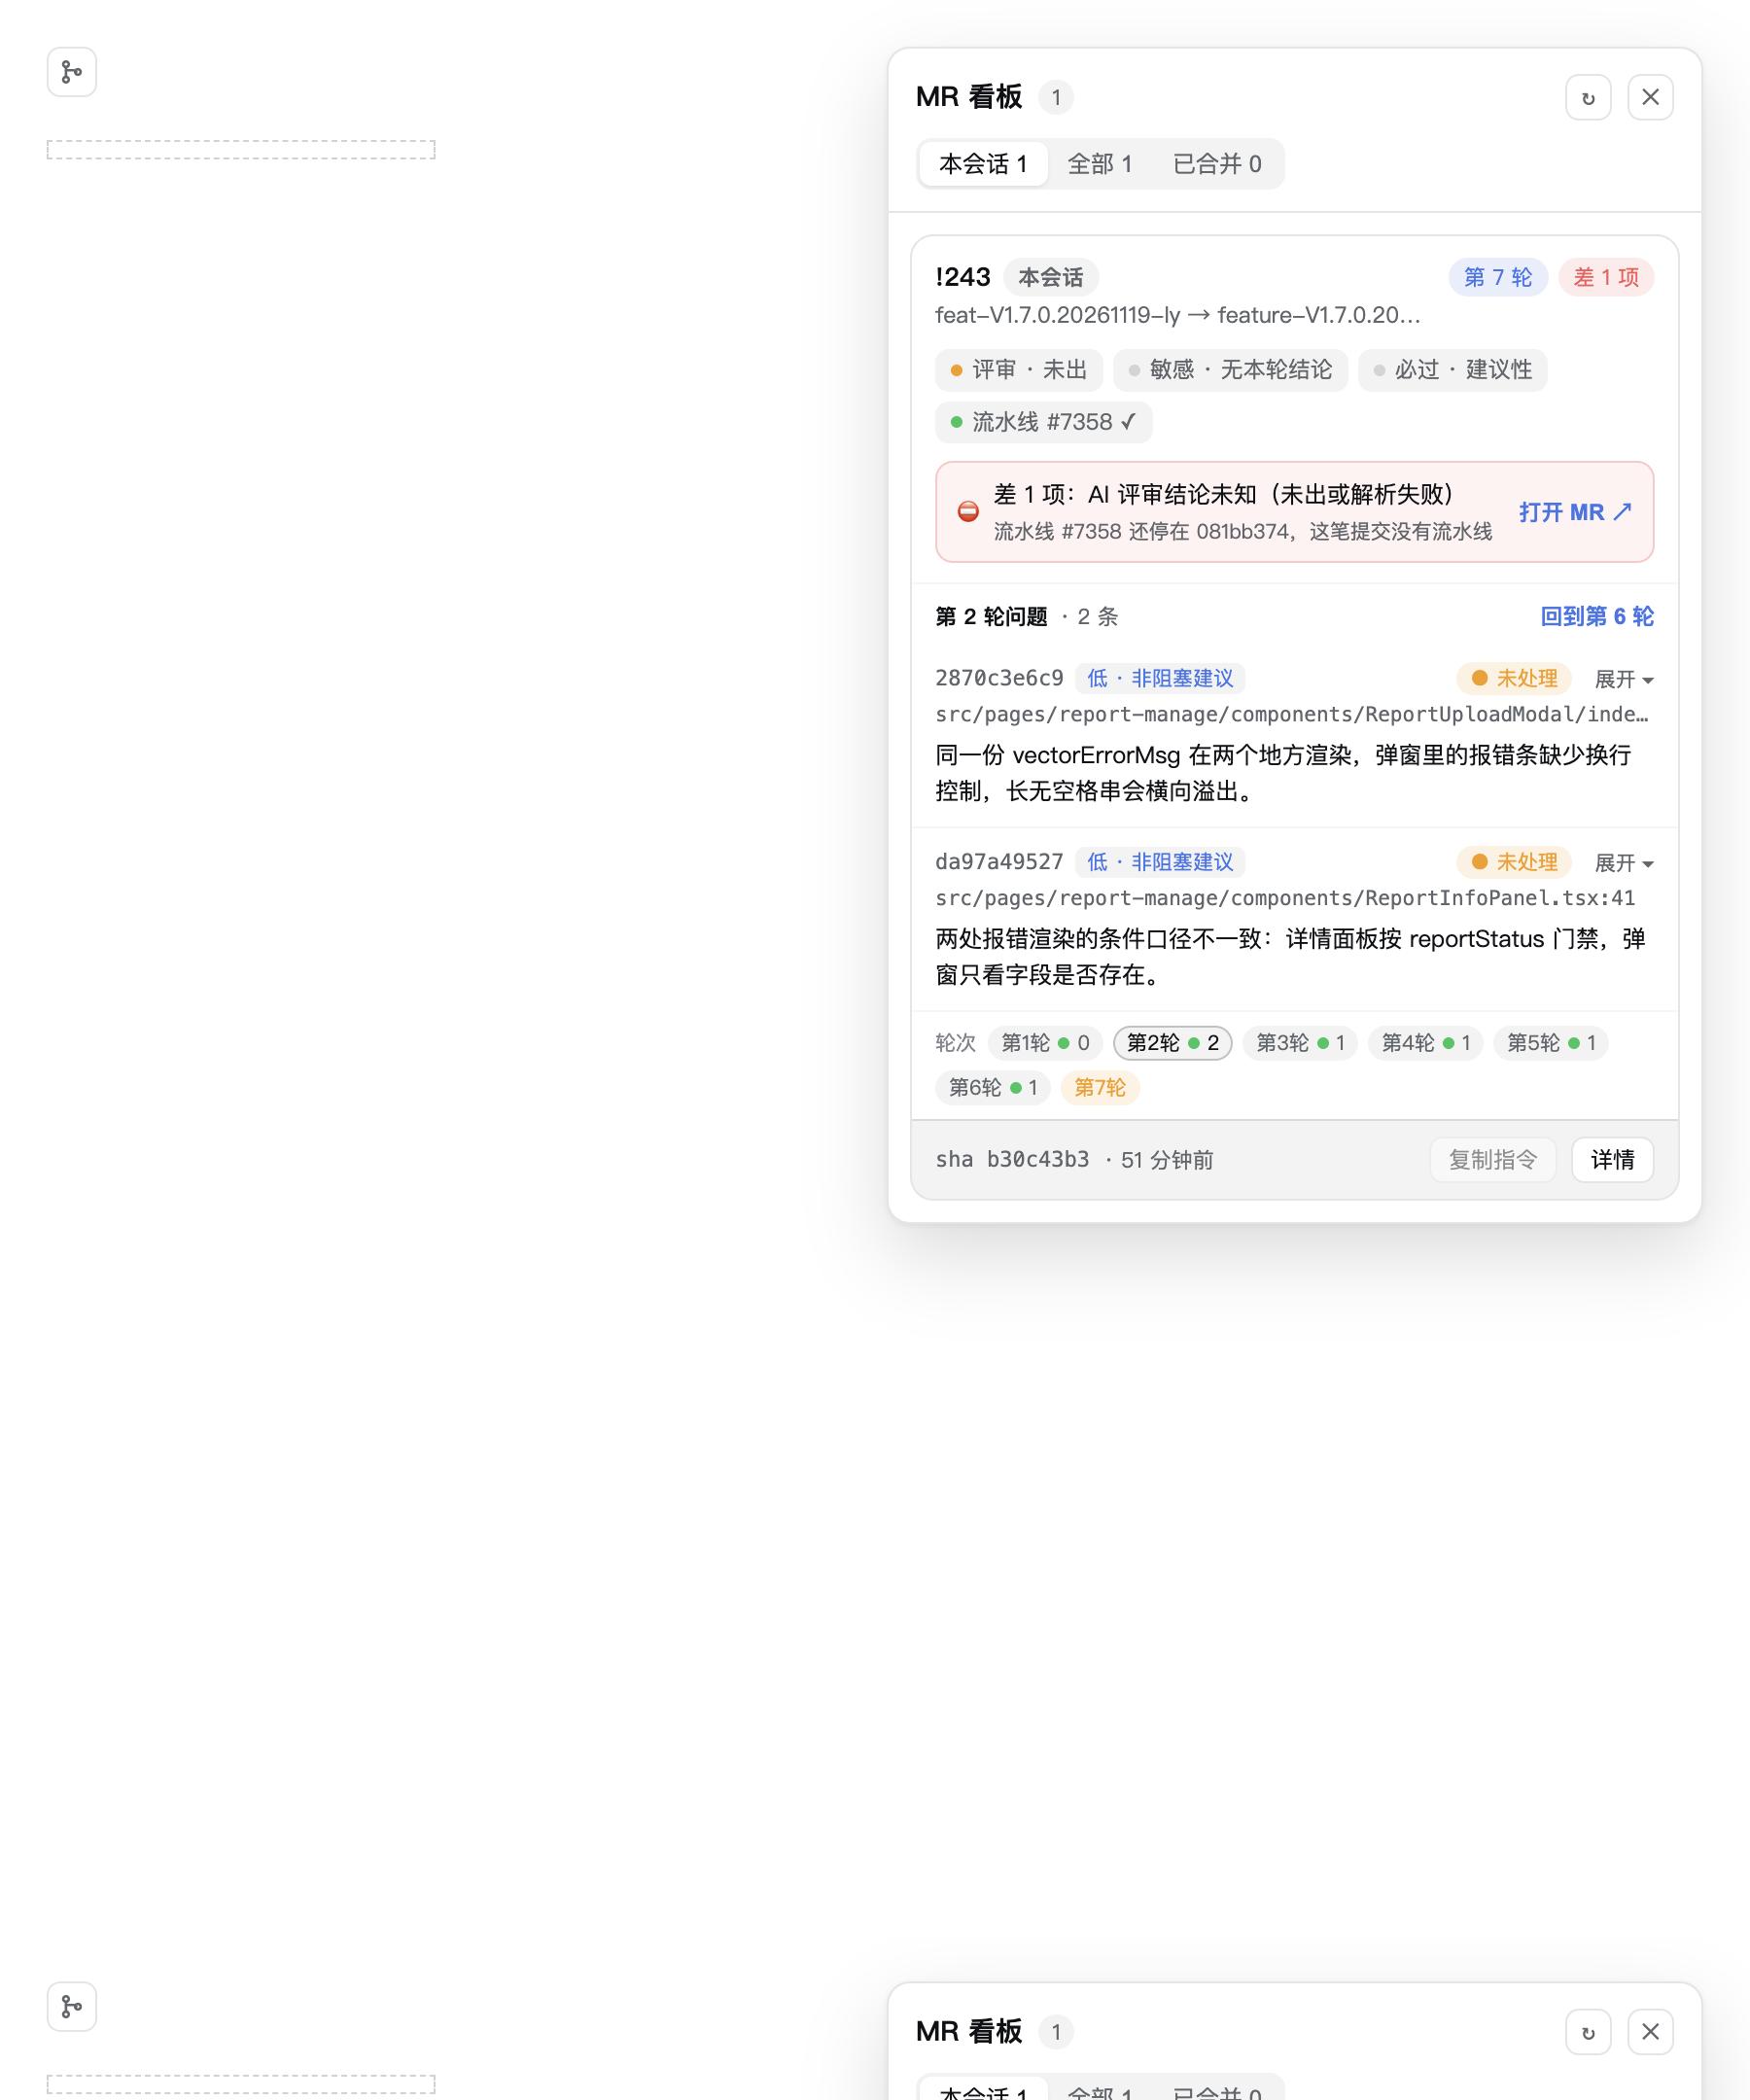 MR 看板 1 ↻ ×
本会话 1 全部 1 已合并 0
!243 本会话 第 7 轮 差 1 项
feat-V1.7.0.20261119-ly → feature-V1.7.0.20…
评审 · 未出 敏感 · 无本轮结论 必过 · 建议性
流水线 #7358 ✓
差 1 项：AI 评审结论未知（未出或解析失败） 打开 MR ↗
流水线 #7358 还停在 081bb374，这笔提交没有流水线
第 2 轮问题 · 2 条 回到第 6 轮
2870c3e6c9 低 · 非阻塞建议 未处理 展开
src/pages/report-manage/components/ReportUploadModal/inde…
同一份 vectorErrorMsg 在两个地方渲染，弹窗里的报错条缺少换行
控制，长无空格串会横向溢出。
da97a49527 低 · 非阻塞建议 未处理 展开
src/pages/report-manage/components/ReportInfoPanel.tsx:41
两处报错渲染的条件口径不一致：详情面板按 reportStatus 门禁，弹
窗只看字段是否存在。
轮次 第1轮 0 第2轮 2 第3轮 1 第4轮 1 第5轮 1
第6轮 1 第7轮
sha b30c43b3 · 51 分钟前 复制指令 详情
MR 看板 1 ↻ ×
本会话 1 全部 1 已合并 0